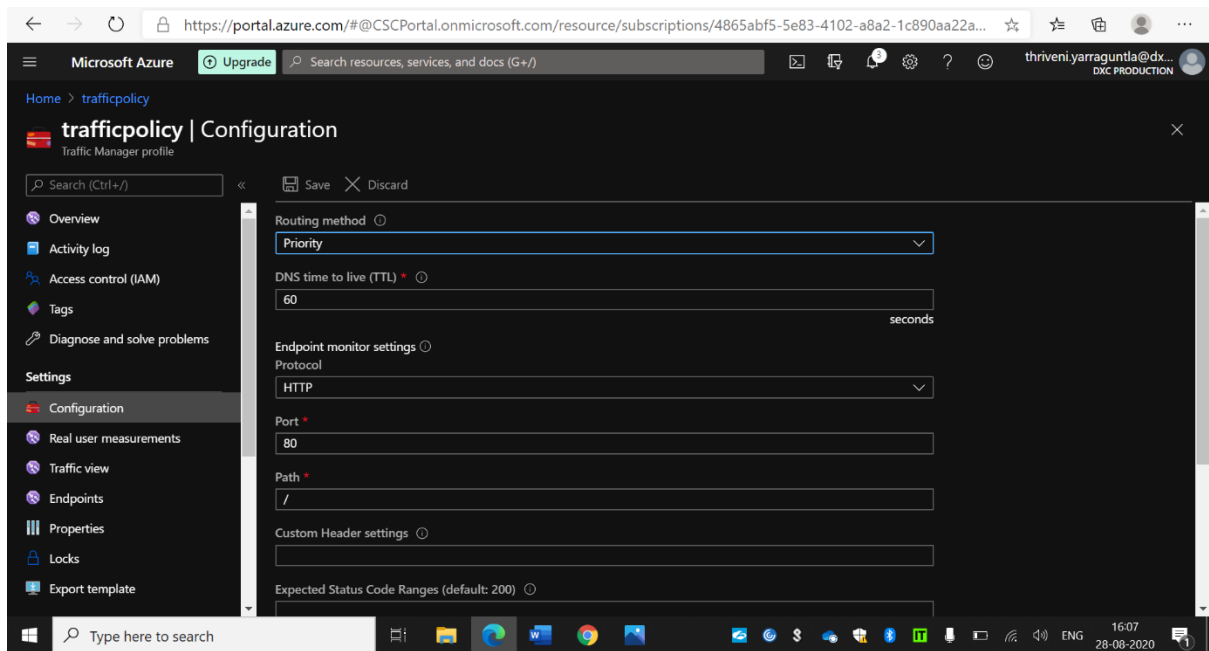 https://portal.azure.com/#@CSCPortal.onmicrosoft.com/resource/subscriptions/4865abf5-5e83-4102-a8a2-1c890aa22a...
Microsoft Azure
Upgrade
Search resources, services, and docs (G+/)
3
thriveni.yarraguntla@dx...
DXC PRODUCTION
Home > trafficpolicy
trafficpolicy | Configuration
Traffic Manager profile
Search (Ctrl+/)
«
Save
Discard
Overview
Activity log
Access control (IAM)
Tags
Diagnose and solve problems
Settings
Configuration
Real user measurements
Traffic view
Endpoints
Properties
Locks
Export template
Routing method
Priority
DNS time to live (TTL) *
60
seconds
Endpoint monitor settings
Protocol
HTTP
Port *
80
Path *
/
Custom Header settings
Expected Status Code Ranges (default: 200)
Type here to search
ENG
16:07
28-08-2020
1